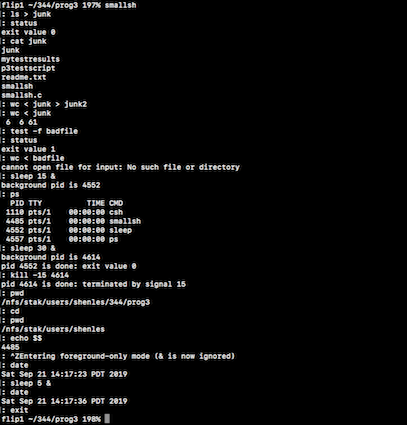 flip1 ~/344/prog3 197% smallsh
: ls > junk
: status
exit value 0
: cat junk
junk
mytestresults
p3testscript
readme.txt
smallsh
smallsh.c
: wc < junk > junk2
: wc < junk
6 6 61
: test -f badfile
: status
exit value 1
: wc < badfile
cannot open file for input: No such file or directory
: sleep 15 &
background pid is 4552
: ps
PID TTY TIME CMD
1110 pts/1 00:00:00 csh
4485 pts/1 00:00:00 smallsh
4552 pts/1 00:00:00 sleep
4557 pts/1 00:00:00 ps
: sleep 30 &
background pid is 4614
pid 4552 is done: exit value 0
: kill -15 4614
pid 4614 is done: terminated by signal 15
: pwd
/nfs/stak/users/shenles/344/prog3
: cd
: pwd
/nfs/stak/users/shenles
: echo $$
4485
: ^ZEntering foreground-only mode (& is now ignored)
: date
Sat Sep 21 14:17:23 PDT 2019
: sleep 5 &
: date
Sat Sep 21 14:17:36 PDT 2019
: exit
flip1 ~/344/prog3 198%